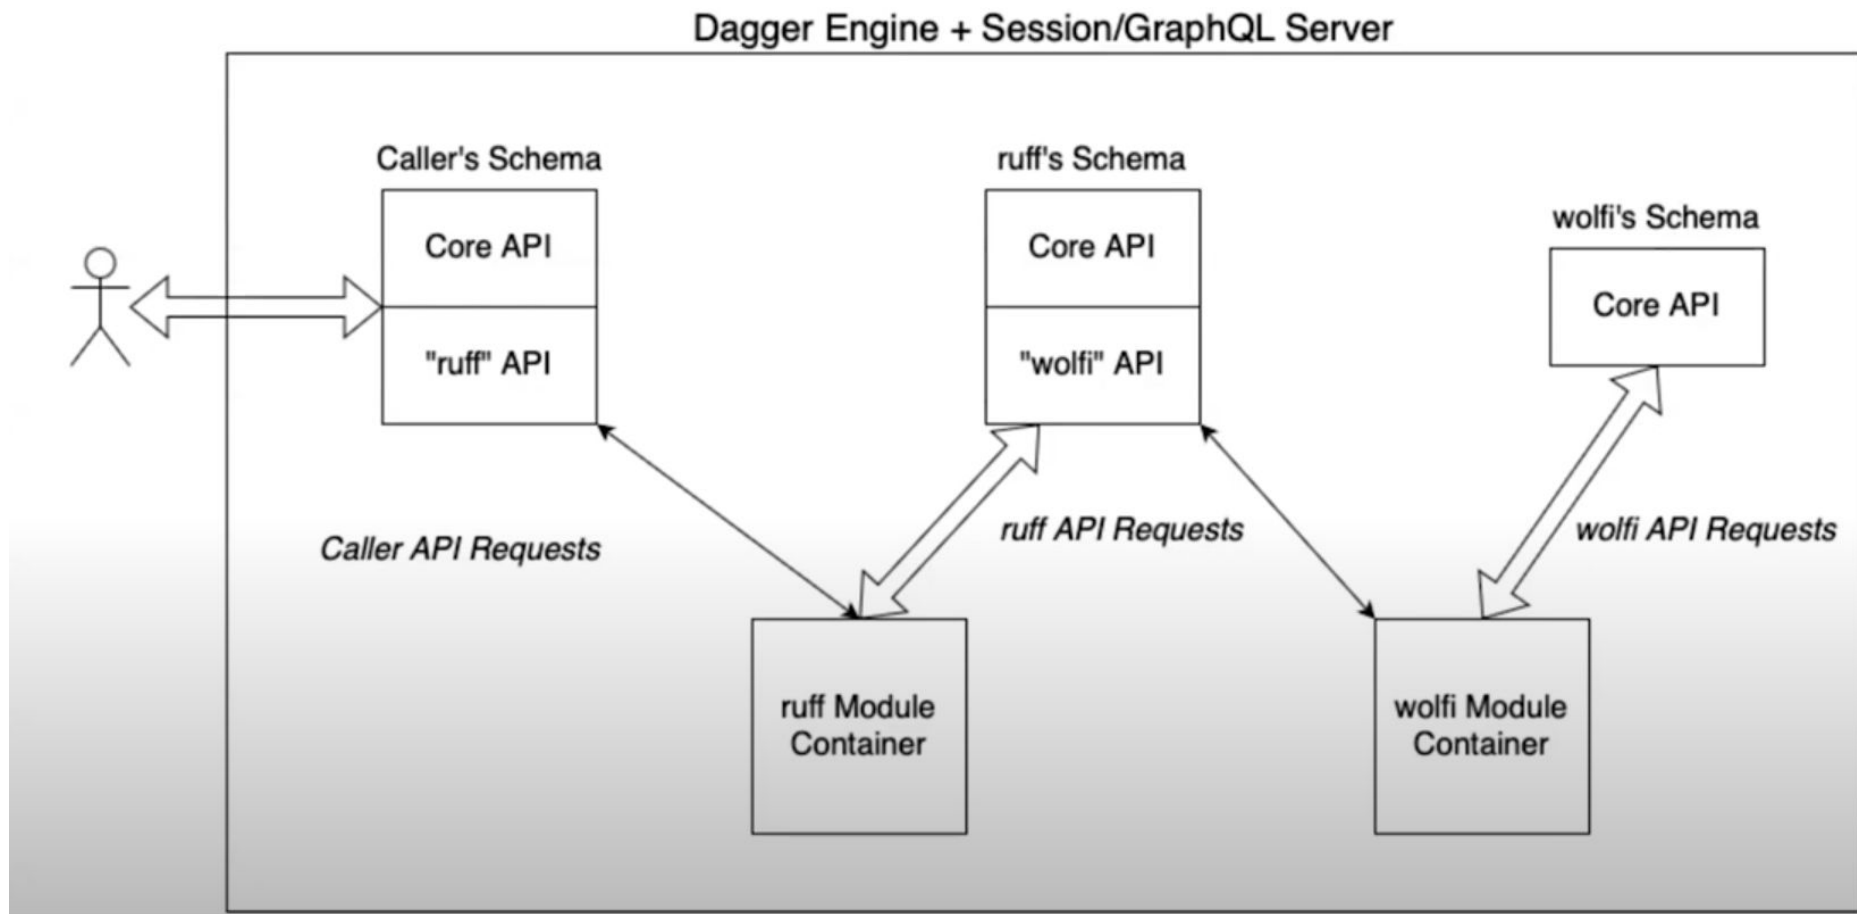 Dagger Engine + Session/GraphQL Server
Caller's Schema
Core API
"ruff" API
ruff's Schema
Core API
"wolfi" API
wolfi's Schema
Core API
Caller API Requests
ruff API Requests
wolfi API Requests
ruff Module
Container
wolfi Module
Container